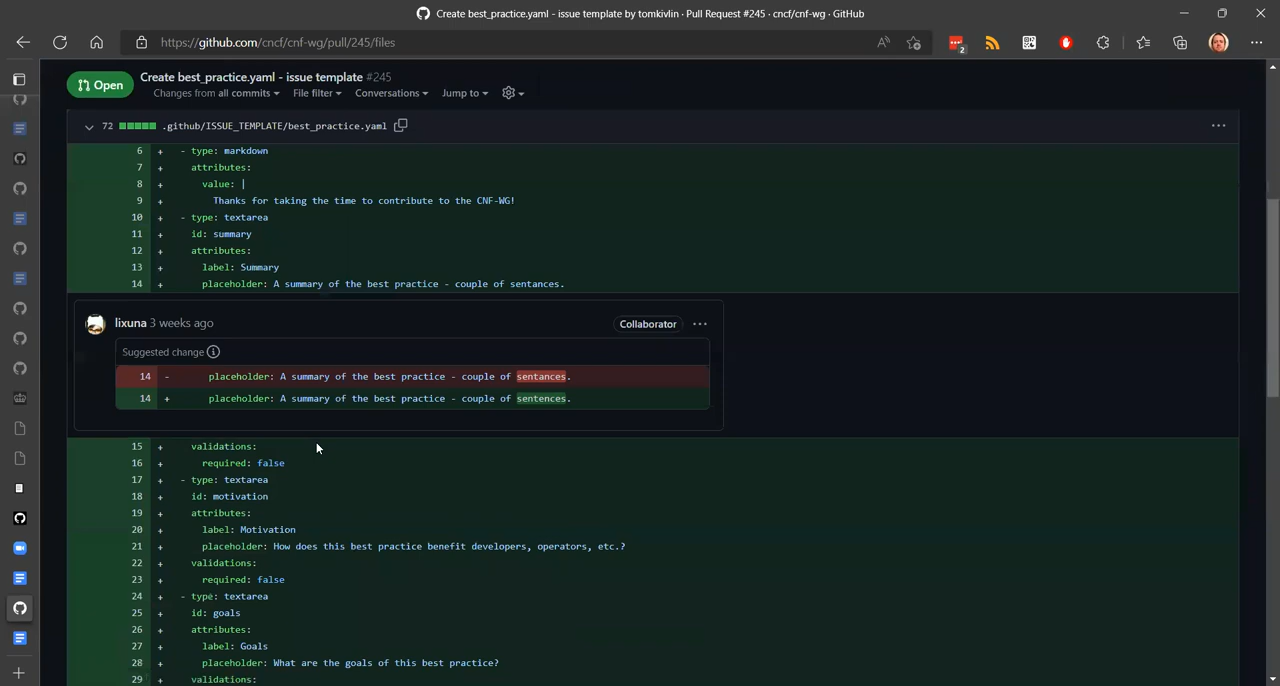 Create best_practice.yaml - issue template by tomkivlin · Pull Request #245 · cncf/cnf-wg · GitHub
https://github.com/cncf/cnf-wg/pull/245/files
2
Open
Create best_practice.yaml - issue template #245
Changes from all commits File filter Conversations Jump to
72 .github/ISSUE_TEMPLATE/best_practice.yaml
6 + - type: markdown
7 + attributes:
8 + value: |
9 + Thanks for taking the time to contribute to the CNF-WG!
10 + - type: textarea
11 + id: summary
12 + attributes:
13 + label: Summary
14 + placeholder: A summary of the best practice - couple of sentences.
lixuna 3 weeks ago
Collaborator
Suggested change
14 - placeholder: A summary of the best practice - couple of sentances.
14 + placeholder: A summary of the best practice - couple of sentences.
15 + validations:
16 + required: false
17 + - type: textarea
18 + id: motivation
19 + attributes:
20 + label: Motivation
21 + placeholder: How does this best practice benefit developers, operators, etc.?
22 + validations:
23 + required: false
24 + - type: textarea
25 + id: goals
26 + attributes:
27 + label: Goals
28 + placeholder: What are the goals of this best practice?
29 + validations: